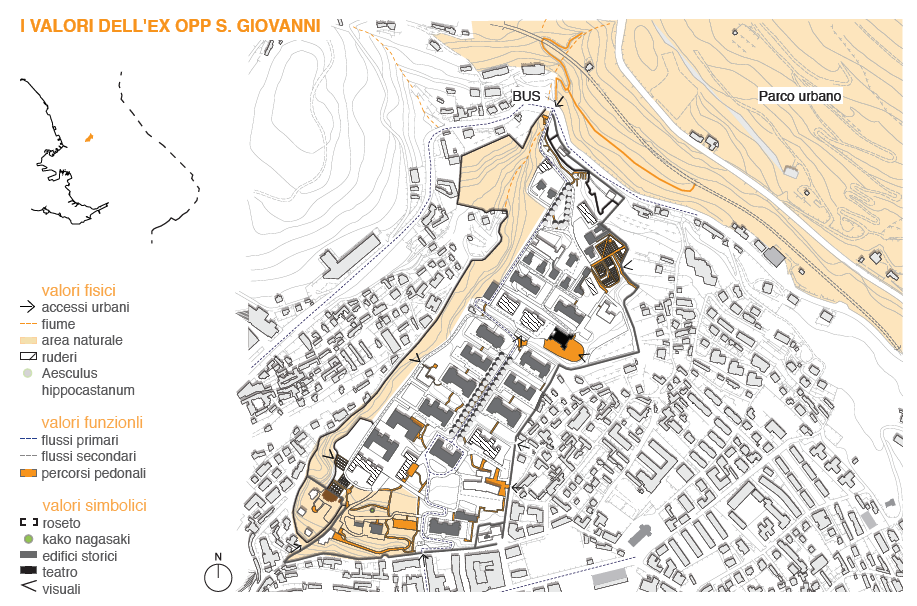 I VALORI DELL'EX OPP S. GIOVANNI
BUS
Parco urbano
valori fisici
accessi urbani
fiume
area naturale
ruderi
Aesculus
hippocastanum
valori funzionli
flussi primari
flussi secondari
percorsi pedonali
valori simbolici
roseto
kako nagasaki
edifici storici
teatro
visuali
N